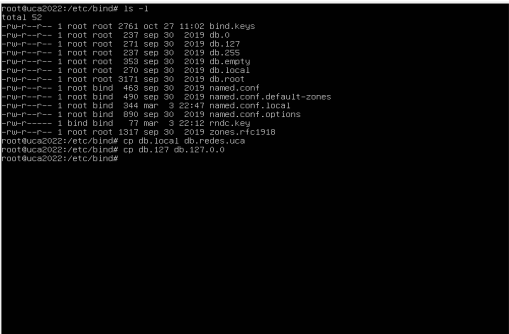 root@uca2022:/etc/bind# ls -l
total 52
-rw-r--r-- 1 root root 2761 oct 27 11:02 bind.keys
-rw-r--r-- 1 root root  237 sep 30  2019 db.0
-rw-r--r-- 1 root root  271 sep 30  2019 db.127
-rw-r--r-- 1 root root  237 sep 30  2019 db.255
-rw-r--r-- 1 root root  353 sep 30  2019 db.empty
-rw-r--r-- 1 root root  270 sep 30  2019 db.local
-rw-r--r-- 1 root root 3171 sep 30  2019 db.root
-rw-r--r-- 1 root bind  463 sep 30  2019 named.conf
-rw-r--r-- 1 root bind  490 sep 30  2019 named.conf.default-zones
-rw-r--r-- 1 root bind  344 mar  3 22:47 named.conf.local
-rw-r--r-- 1 root bind  890 sep 30  2019 named.conf.options
-rw-r----- 1 bind bind   77 mar  3 22:12 rndc.key
-rw-r--r-- 1 root root 1317 sep 30  2019 zones.rfc1918
root@uca2022:/etc/bind# cp db.local db.redes.uca
root@uca2022:/etc/bind# cp db.127 db.127.0.0
root@uca2022:/etc/bind#